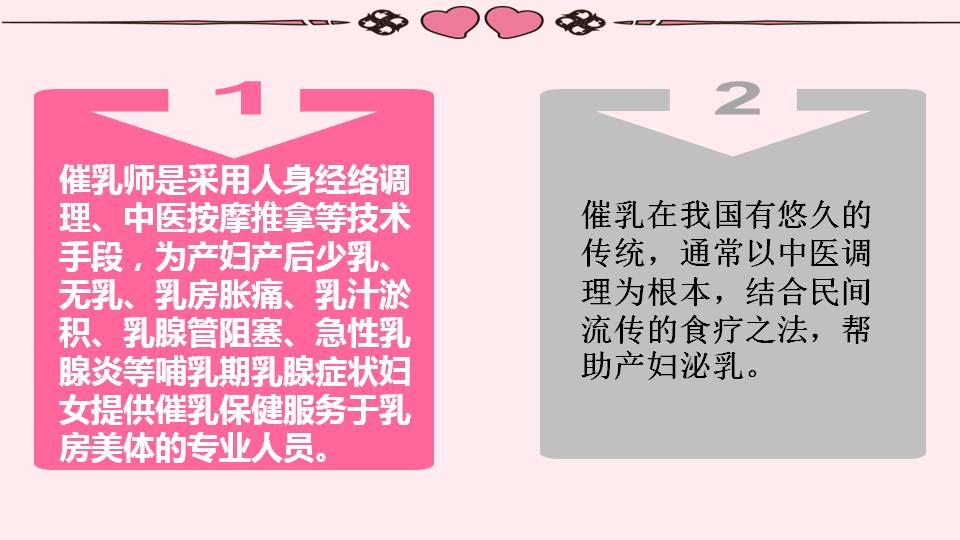 1
催乳师是采用人身经络调
理、中医按摩推拿等技术
手段，为产妇产后少乳、
无乳、乳房胀痛、乳汁淤
积、乳腺管阻塞、急性乳
腺炎等哺乳期乳腺症状妇
女提供催乳保健服务于乳
房美体的专业人员。
2
催乳在我国有悠久的
传统，通常以中医调
理为根本，结合民间
流传的食疗之法，帮
助产妇泌乳。